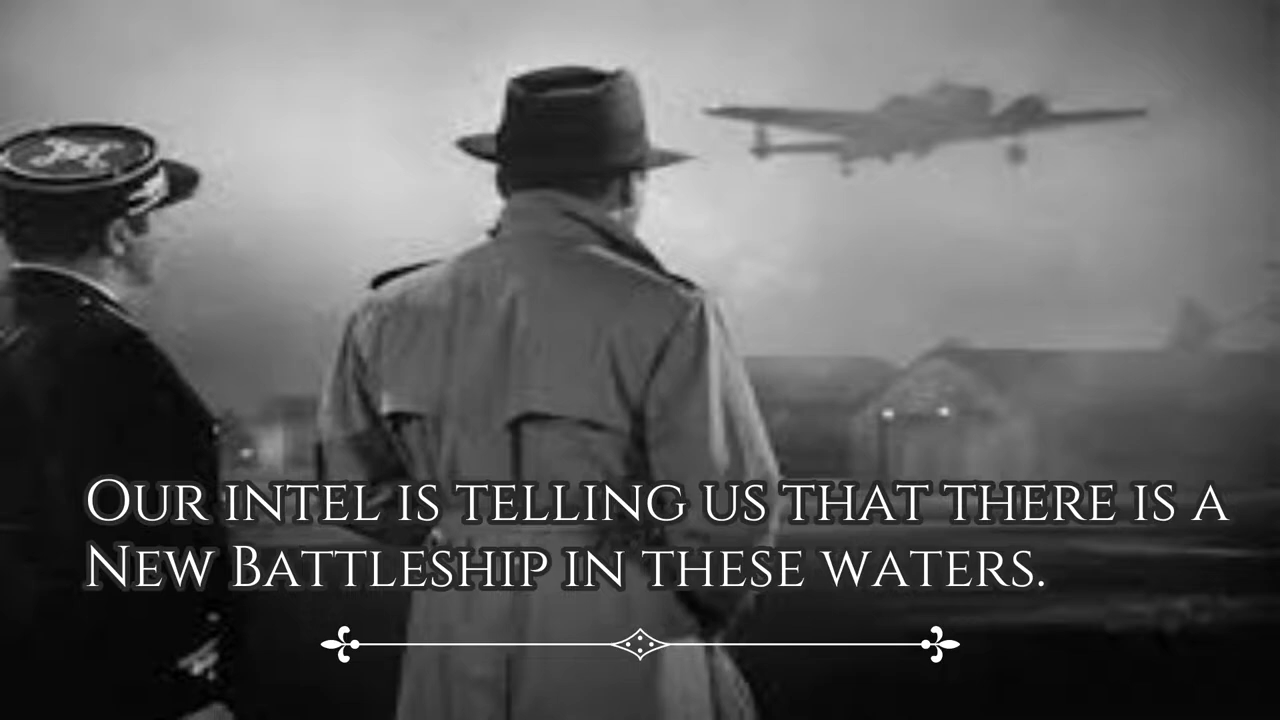 Our intel is telling us that there is a
New Battleship in these waters.